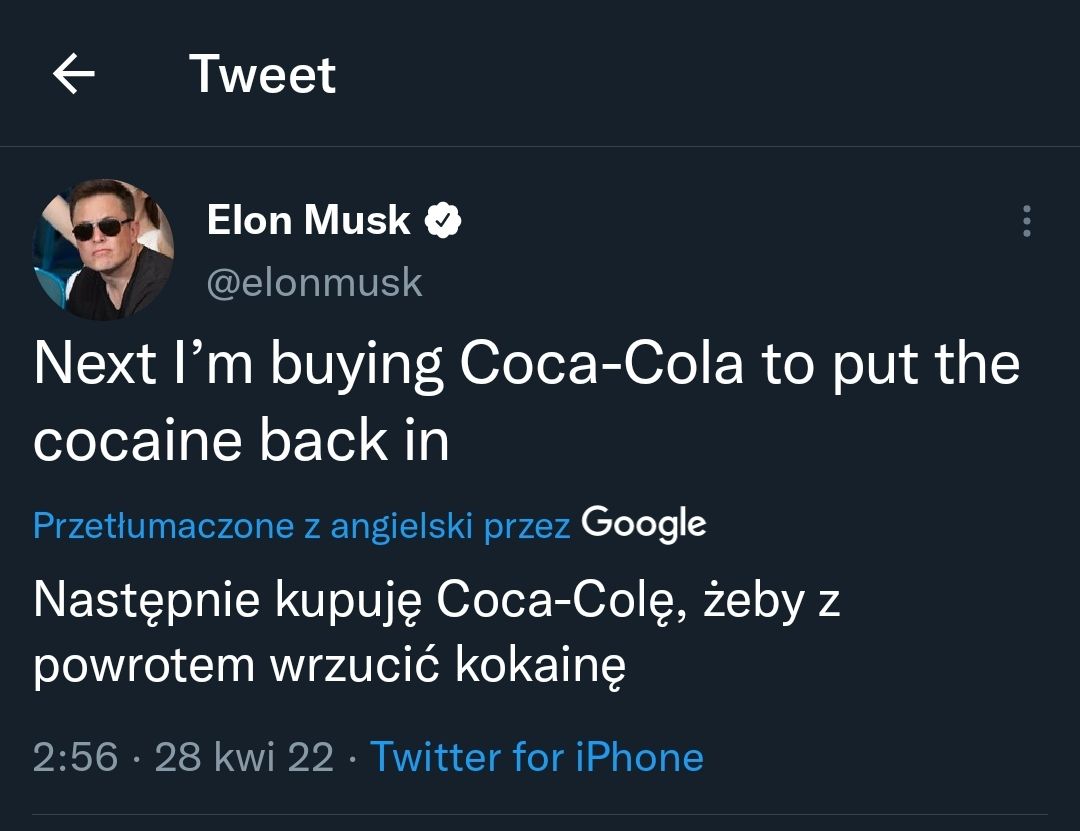 Tweet
Elon Musk
@elonmusk
Next I’m buying Coca-Cola to put the
cocaine back in
Przetłumaczone z angielski przez Google
Następnie kupuję Coca-Colę, żeby z
powrotem wrzucić kokainę
2:56 · 28 kwi 22 · Twitter for iPhone